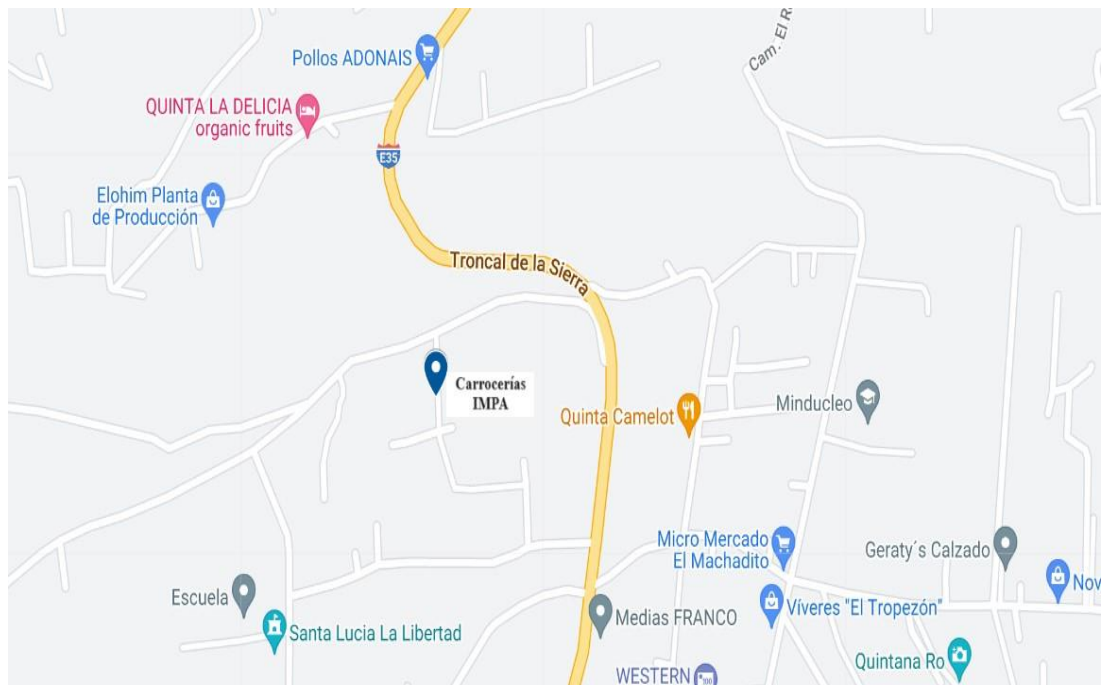 Cam. El R
Pollos ADONAIS
QUINTA LA DELICIA
organic fruits
E35
Elohim Planta
de Producción
Troncal de la Sierra
Carrocerías
IMPA
Quinta Camelot
Minducleo
Micro Mercado
El Machadito
Geraty´s Calzado
Escuela
Nov
Víveres "El Tropezón"
Medias FRANCO
Santa Lucia La Libertad
Quintana Ro
WESTERN